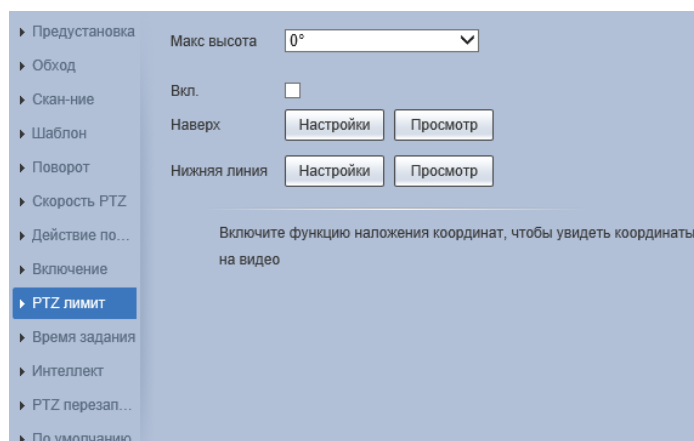 Предустановка
Обход
Скан-ние
Шаблон
Поворот
Скорость PTZ
Действие по...
Включение
PTZ лимит
Время задания
Интеллект
PTZ перезап...
По умолчанию
Макс высота 0°
Вкл.
Наверх Настройки Просмотр
Нижняя линия Настройки Просмотр
Включите функцию наложения координат, чтобы увидеть координаты
на видео